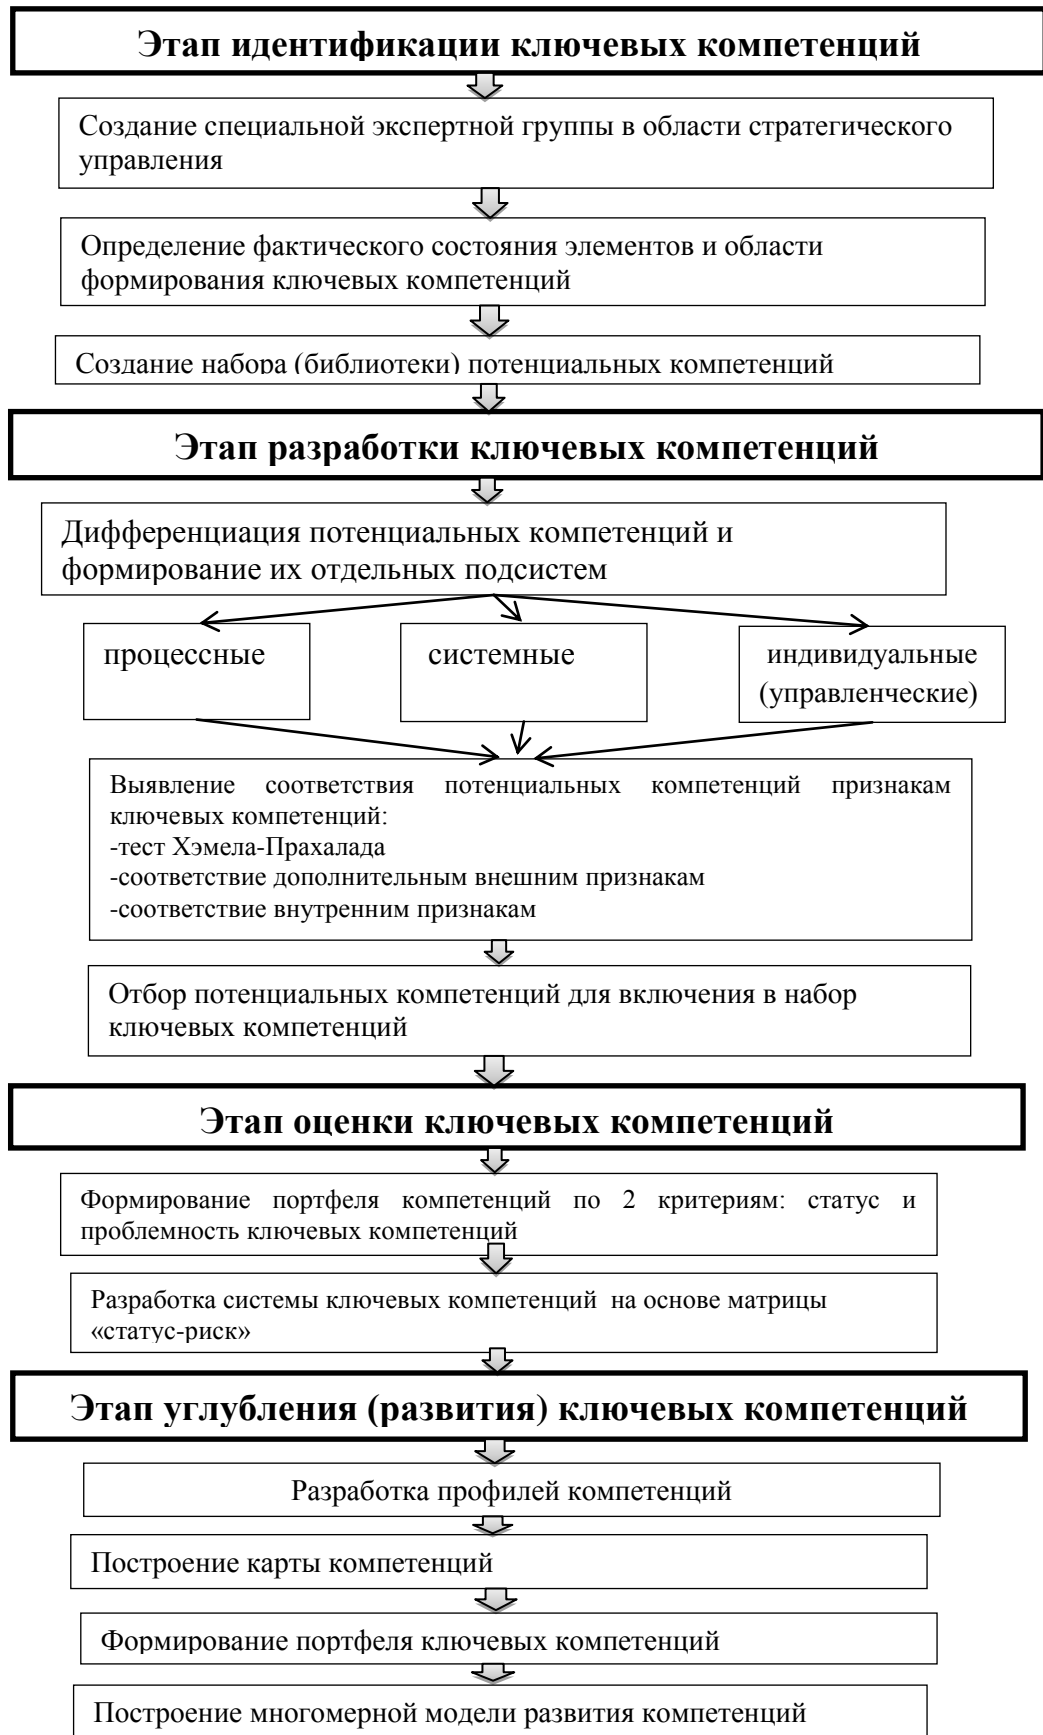 Этап идентификации ключевых компетенций
Создание специальной экспертной группы в области стратегического
управления
Определение фактического состояния элементов и области
формирования ключевых компетенций
Создание набора (библиотеки) потенциальных компетенций
Этап разработки ключевых компетенций
Дифференциация потенциальных компетенций и
формирование их отдельных подсистем
процессные
системные
индивидуальные
(управленческие)
Выявление соответствия потенциальных компетенций признакам
ключевых компетенций:
-тест Хэмела-Прахалада
-соответствие дополнительным внешним признакам
-соответствие внутренним признакам
Отбор потенциальных компетенций для включения в набор
ключевых компетенций
Этап оценки ключевых компетенций
Формирование портфеля компетенций по 2 критериям: статус и
проблемность ключевых компетенций
Разработка системы ключевых компетенций на основе матрицы
«статус-риск»
Этап углубления (развития) ключевых компетенций
Разработка профилей компетенций
Построение карты компетенций
Формирование портфеля ключевых компетенций
Построение многомерной модели развития компетенций